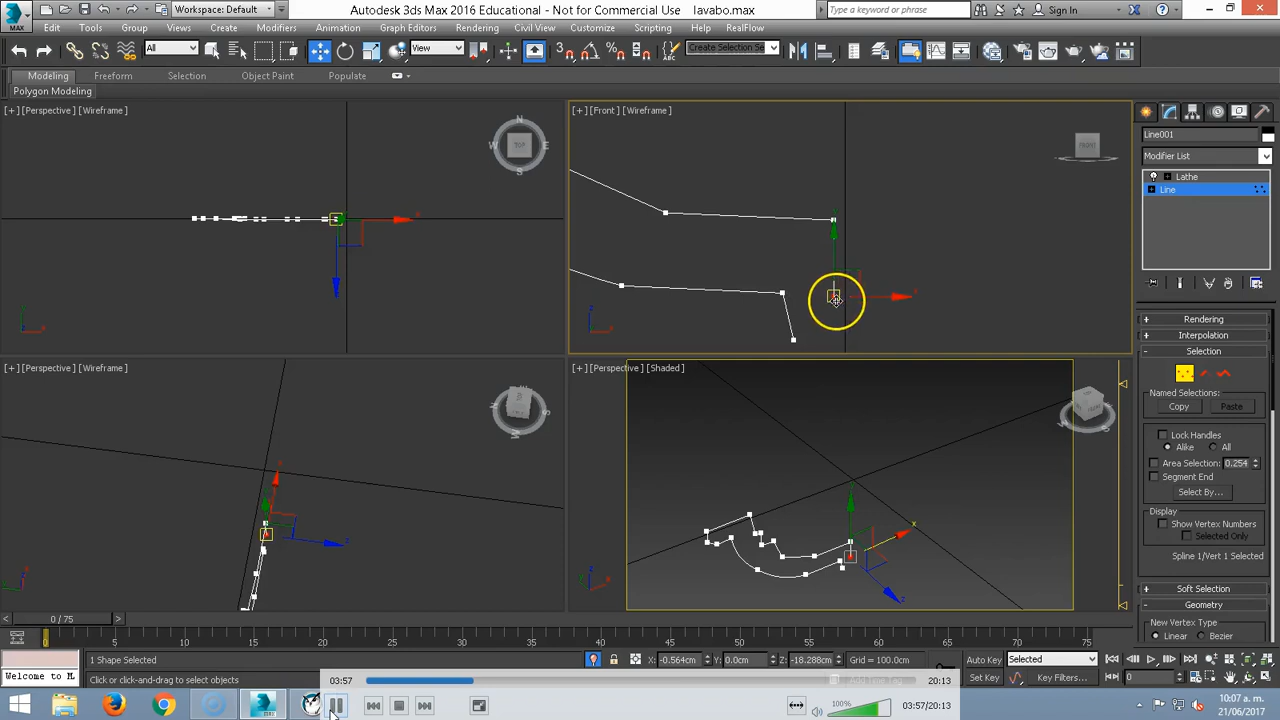 Workspace: Default
Autodesk 3ds Max 2016 Educational - Not for Commercial Use lavabo.max
Type a keyword or phrase
Sign In
Edit Tools Group Views Create Modifiers Animation Graph Editors Rendering Civil View Customize Scripting Help RealFlow
All
View
Create Selection Se
Modeling Freeform Selection Object Paint Populate
Polygon Modeling
[+] [Perspective] [Wireframe]
[+] [Front] [Wireframe]
N
W E
S
TOP
FRONT
Line001
Modifier List
Lathe
Line
[+] [Perspective] [Wireframe]
[+] [Perspective] [Shaded]
Rendering
Interpolation
Selection
Named Selections:
Copy Paste
Lock Handles
Alike All
Area Selection: 0.254
Segment End
Select By...
Display
Show Vertex Numbers
Selected Only
Spline 1/Vert 1 Selected
Soft Selection
Geometry
New Vertex Type
Linear Bezier
0 / 75
5 10 15 20 25 30 35 40 45 50 55 60 65 70 75
1 Shape Selected
X: -0.564cm Y: 0.0cm Z: -18.288cm Grid = 100.0cm
Auto Key Selected
Welcome to M
Click or click-and-drag to select objects
Add Time Tag
Set Key Key Filters...
0
03:57 20:13
100%
03:57/20:13
10:07 a.m.
21/06/2017